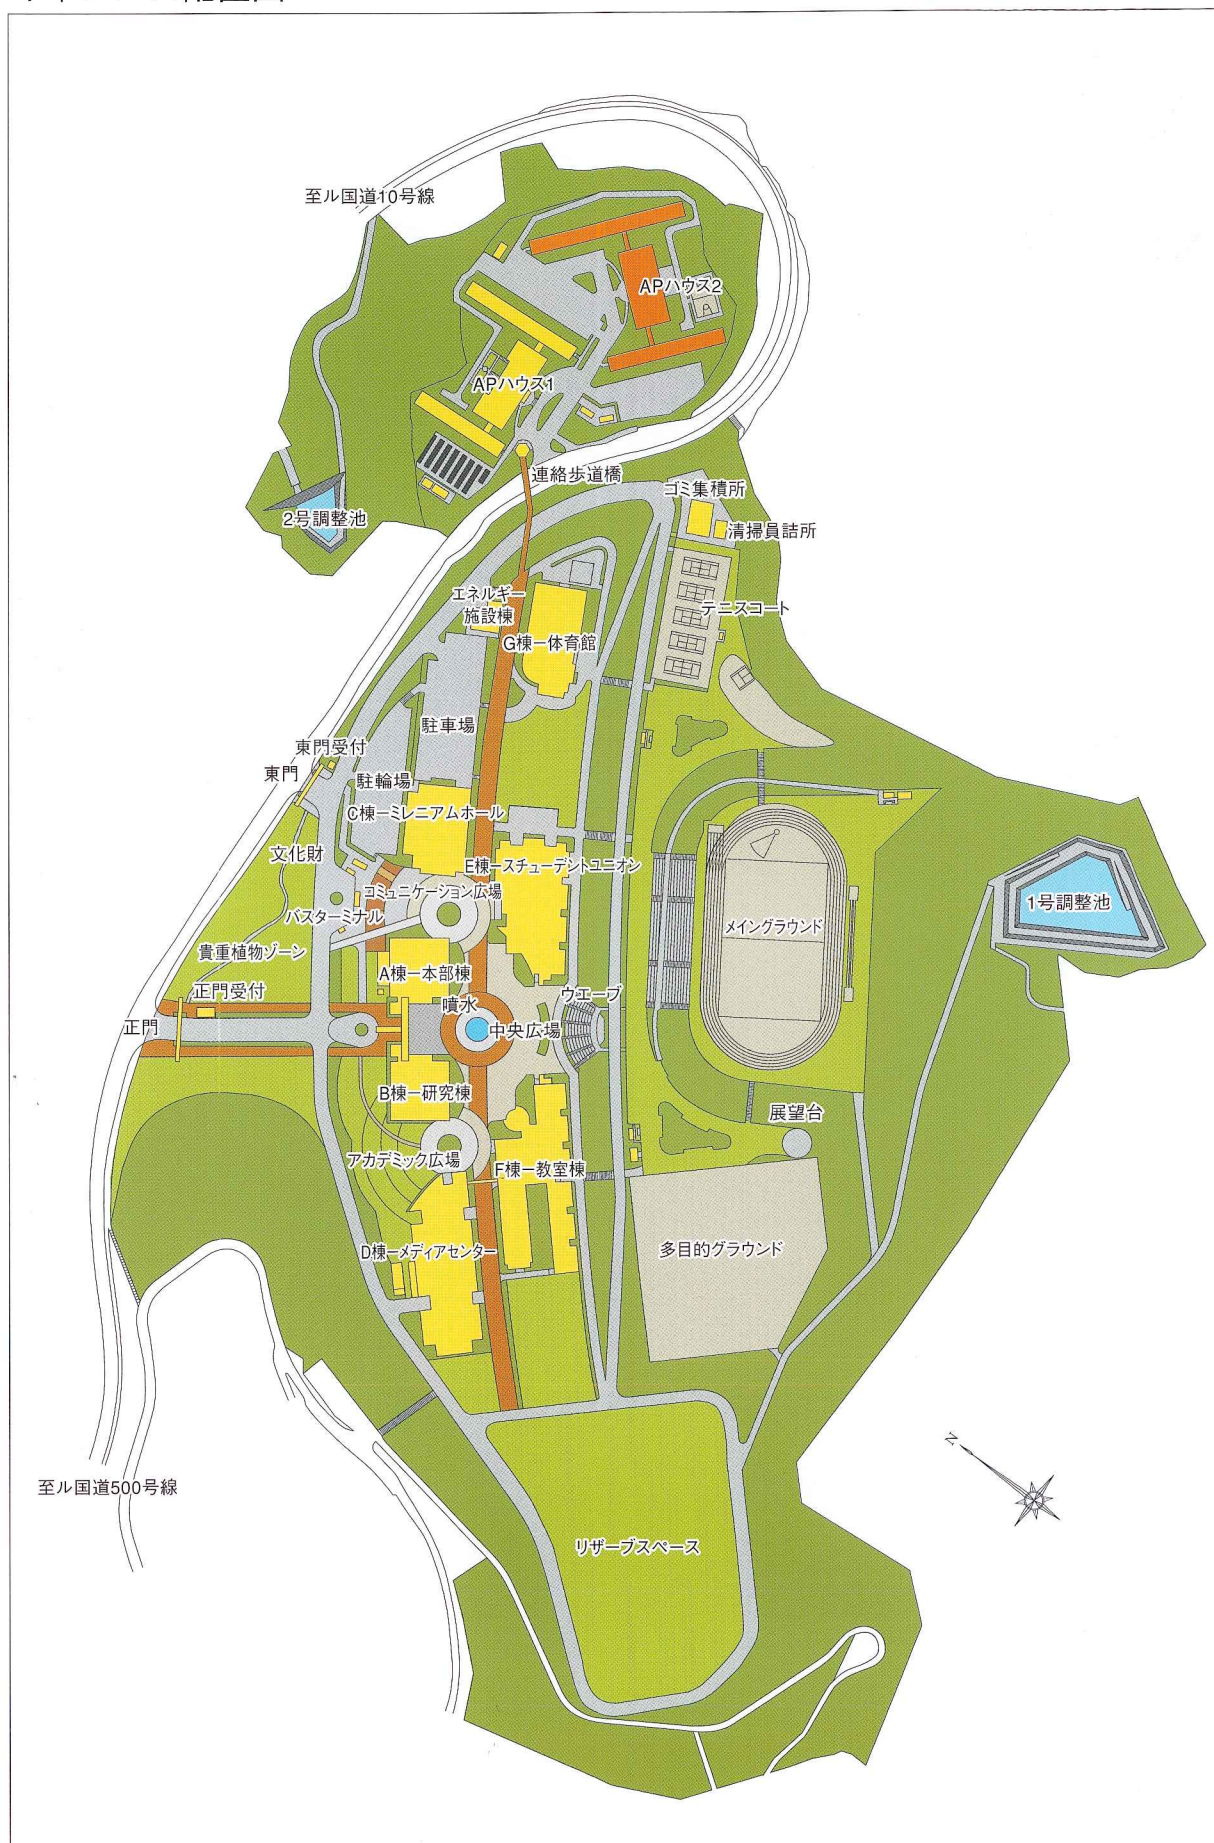 至ル国道10号線
APハウス2
APハウス1
連絡歩道橋
ゴミ集積所
2号調整池
清掃員詰所
エネルギー
施設棟
テニスコート
G棟ー体育館
駐車場
東門受付
東門
駐輪場
C棟ーミレニアムホール
文化財
E棟ースチューデントユニオン
コミュニケーション広場
1号調整池
バスターミナル
メイングラウンド
貴重植物ゾーン
A棟ー本部棟
正門受付
ウエーブ
噴水
正門
中央広場
B棟ー研究棟
展望台
アカデミック広場
F棟ー教室棟
D棟ーメディアセンター
多目的グラウンド
N
至ル国道500号線
リザーブスペース